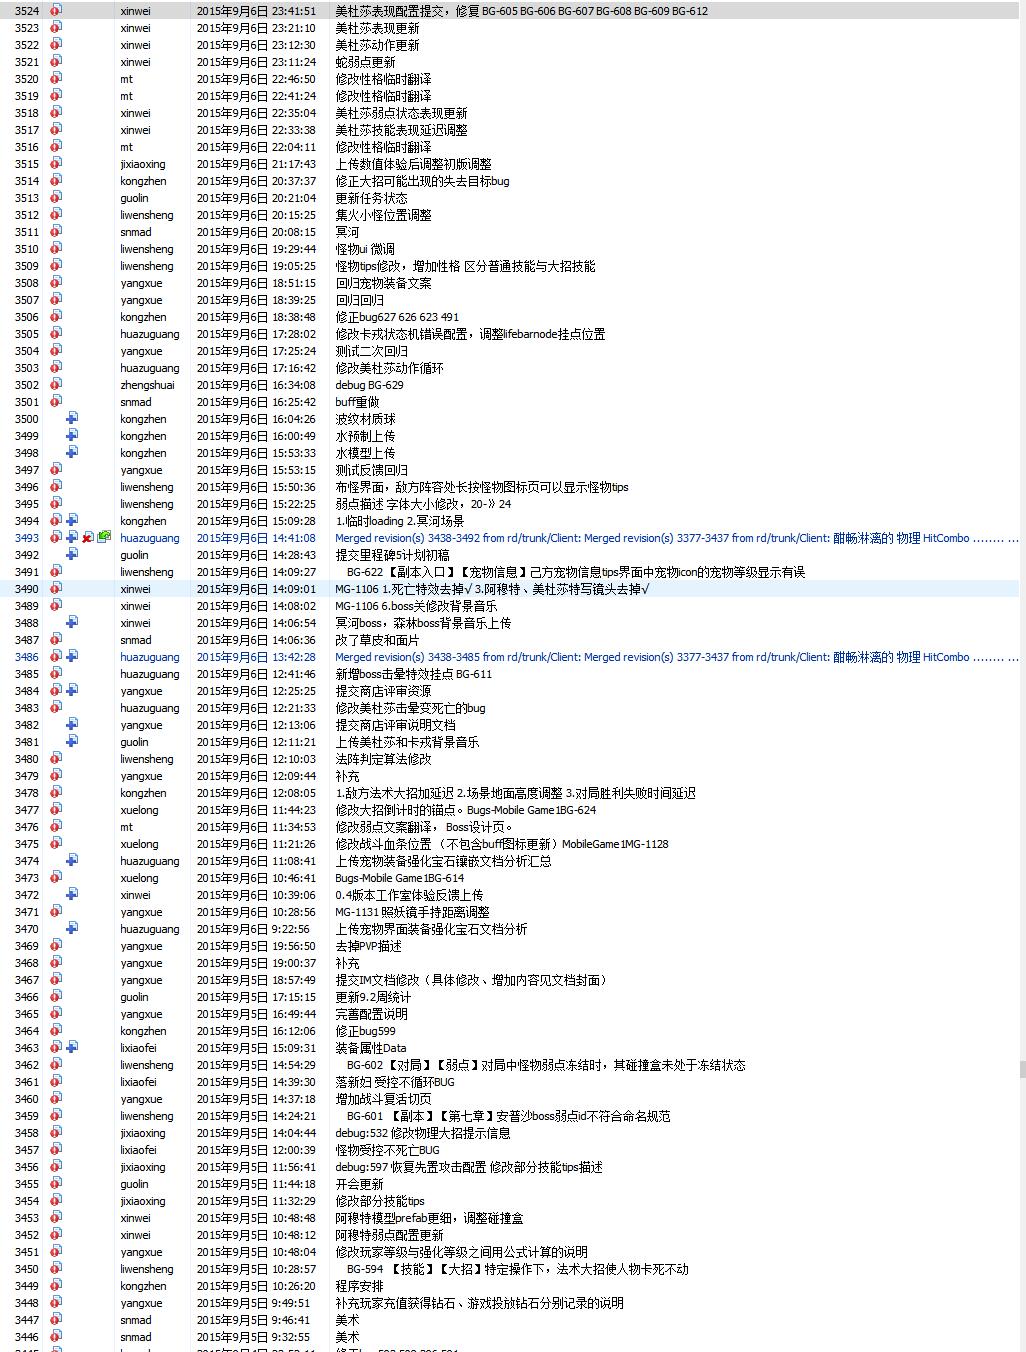 3524 xinwei 2015年9月6日 23:41:51 美杜莎表现配置提交，修复 BG-605 BG-606 BG-607 BG-608 BG-609 BG-612
3523 xinwei 2015年9月6日 23:21:10 美杜莎表现更新
3522 xinwei 2015年9月6日 23:12:30 美杜莎动作更新
3521 xinwei 2015年9月6日 23:11:24 蛇弱点更新
3520 mt 2015年9月6日 22:46:50 修改性格临时翻译
3519 mt 2015年9月6日 22:41:24 修改性格临时翻译
3518 xinwei 2015年9月6日 22:35:04 美杜莎弱点状态表现更新
3517 xinwei 2015年9月6日 22:33:38 美杜莎技能表现延迟调整
3516 mt 2015年9月6日 22:04:11 修改性格临时翻译
3515 jixiaoxing 2015年9月6日 21:17:43 上传数值体验后调整初版调整
3514 kongzhen 2015年9月6日 20:37:37 修正大招可能出现的失去目标bug
3513 guolin 2015年9月6日 20:21:04 更新任务状态
3512 liwensheng 2015年9月6日 20:15:25 集火小怪位置调整
3511 snmad 2015年9月6日 20:08:15 冥河
3510 liwensheng 2015年9月6日 19:29:44 怪物ui 微调
3509 liwensheng 2015年9月6日 19:05:25 怪物tips修改，增加性格 区分普通技能与大招技能
3508 yangxue 2015年9月6日 18:51:15 回归宠物装备文案
3507 yangxue 2015年9月6日 18:39:25 回归回归
3506 kongzhen 2015年9月6日 18:38:48 修正bug627 626 623 491
3505 huazuguang 2015年9月6日 17:28:02 修改卡戎状态机错误配置，调整lifebarnode挂点位置
3504 yangxue 2015年9月6日 17:25:24 测试二次回归
3503 huazuguang 2015年9月6日 17:16:42 修改美杜莎动作循环
3502 zhengshuai 2015年9月6日 16:34:08 debug BG-629
3501 snmad 2015年9月6日 16:25:42 buff重做
3500 kongzhen 2015年9月6日 16:04:26 波纹材质球
3499 kongzhen 2015年9月6日 16:00:49 水预制上传
3498 kongzhen 2015年9月6日 15:53:33 水模型上传
3497 yangxue 2015年9月6日 15:53:15 测试反馈回归
3496 liwensheng 2015年9月6日 15:50:36 布怪界面，敌方阵容处长按怪物图标页可以显示怪物tips
3495 liwensheng 2015年9月6日 15:22:25 弱点描述 字体大小修改，20-》24
3494 kongzhen 2015年9月6日 15:09:28 1.临时loading 2.冥河场景
3493 huazuguang 2015年9月6日 14:41:08 Merged revision(s) 3438-3492 from rd/trunk/Client: Merged revision(s) 3377-3437 from rd/trunk/Client: 酣畅淋漓的 物理 HitCombo ........ ...
3492 guolin 2015年9月6日 14:28:43 提交里程碑5计划初稿
3491 liwensheng 2015年9月6日 14:09:27 BG-622 【副本入口】【宠物信息】己方宠物信息tips界面中宠物icon的宠物等级显示有误
3490 xinwei 2015年9月6日 14:09:01 MG-1106 1.死亡特效去掉√ 3.阿穆特、美杜莎特写镜头去掉√
3489 xinwei 2015年9月6日 14:08:02 MG-1106 6.boss关修改背景音乐
3488 xinwei 2015年9月6日 14:06:54 冥河boss，森林boss背景音乐上传
3487 snmad 2015年9月6日 14:06:36 改了草皮和面片
3486 huazuguang 2015年9月6日 13:42:28 Merged revision(s) 3438-3485 from rd/trunk/Client: Merged revision(s) 3377-3437 from rd/trunk/Client: 酣畅淋漓的 物理 HitCombo ........ ...
3485 huazuguang 2015年9月6日 12:41:46 新增boss击晕特效挂点 BG-611
3484 yangxue 2015年9月6日 12:25:25 提交商店评审资源
3483 huazuguang 2015年9月6日 12:21:33 修改美杜莎击晕变死亡的bug
3482 yangxue 2015年9月6日 12:13:06 提交商店评审说明文档
3481 guolin 2015年9月6日 12:11:21 上传美杜莎和卡戎背景音乐
3480 liwensheng 2015年9月6日 12:10:03 法阵判定算法修改
3479 yangxue 2015年9月6日 12:09:44 补充
3478 kongzhen 2015年9月6日 12:08:05 1.敌方法术大招加延迟 2.场景地面高度调整 3.对局胜利失败时间延迟
3477 xuelong 2015年9月6日 11:44:23 修改大招倒计时的锚点。Bugs-Mobile Game1BG-624
3476 mt 2015年9月6日 11:34:53 修改弱点文案翻译， Boss设计页。
3475 xuelong 2015年9月6日 11:21:26 修改战斗血条位置 （不包含buff图标更新）MobileGame1MG-1128
3474 huazuguang 2015年9月6日 11:08:41 上传宠物装备强化宝石镶嵌文档分析汇总
3473 xuelong 2015年9月6日 10:46:41 Bugs-Mobile Game1BG-614
3472 xinwei 2015年9月6日 10:39:06 0.4版本工作室体验反馈上传
3471 yangxue 2015年9月6日 10:28:56 MG-1131 照妖镜手持距离调整
3470 huazuguang 2015年9月6日 9:22:56 上传宠物界面装备强化宝石文档分析
3469 yangxue 2015年9月5日 19:56:50 去掉PVP描述
3468 yangxue 2015年9月5日 19:00:37 补充
3467 yangxue 2015年9月5日 18:57:49 提交IM文档修改（具体修改、增加内容见文档封面）
3466 guolin 2015年9月5日 17:15:15 更新9.2周统计
3465 yangxue 2015年9月5日 16:49:44 完善配置说明
3464 kongzhen 2015年9月5日 16:12:06 修正bug599
3463 lixiaofei 2015年9月5日 15:09:31 装备属性Data
3462 liwensheng 2015年9月5日 14:54:29 BG-602 【对局】【弱点】对局中怪物弱点冻结时，其碰撞盒未处于冻结状态
3461 lixiaofei 2015年9月5日 14:39:30 落新妇 受控不循环BUG
3460 yangxue 2015年9月5日 14:37:18 增加战斗复活切页
3459 liwensheng 2015年9月5日 14:24:21 BG-601 【副本】【第七章】安普沙boss弱点id不符合命名规范
3458 jixiaoxing 2015年9月5日 14:04:44 debug:532 修改物理大招提示信息
3457 lixiaofei 2015年9月5日 12:00:39 怪物受控不死亡BUG
3456 jixiaoxing 2015年9月5日 11:56:41 debug:597 恢复先置攻击配置 修改部分技能tips描述
3455 guolin 2015年9月5日 11:44:18 开会更新
3454 jixiaoxing 2015年9月5日 11:32:29 修改部分技能tips
3453 xinwei 2015年9月5日 10:48:48 阿穆特模型prefab更细，调整碰撞盒
3452 xinwei 2015年9月5日 10:48:12 阿穆特弱点配置更新
3451 yangxue 2015年9月5日 10:48:04 修改玩家等级与强化等级之间用公式计算的说明
3450 liwensheng 2015年9月5日 10:28:57 BG-594 【技能】【大招】特定操作下，法术大招使人物卡死不动
3449 kongzhen 2015年9月5日 10:26:20 程序安排
3448 yangxue 2015年9月5日 9:49:51 补充玩家充值获得钻石、游戏投放钻石分别记录的说明
3447 snmad 2015年9月5日 9:46:41 美术
3446 snmad 2015年9月5日 9:32:55 美术